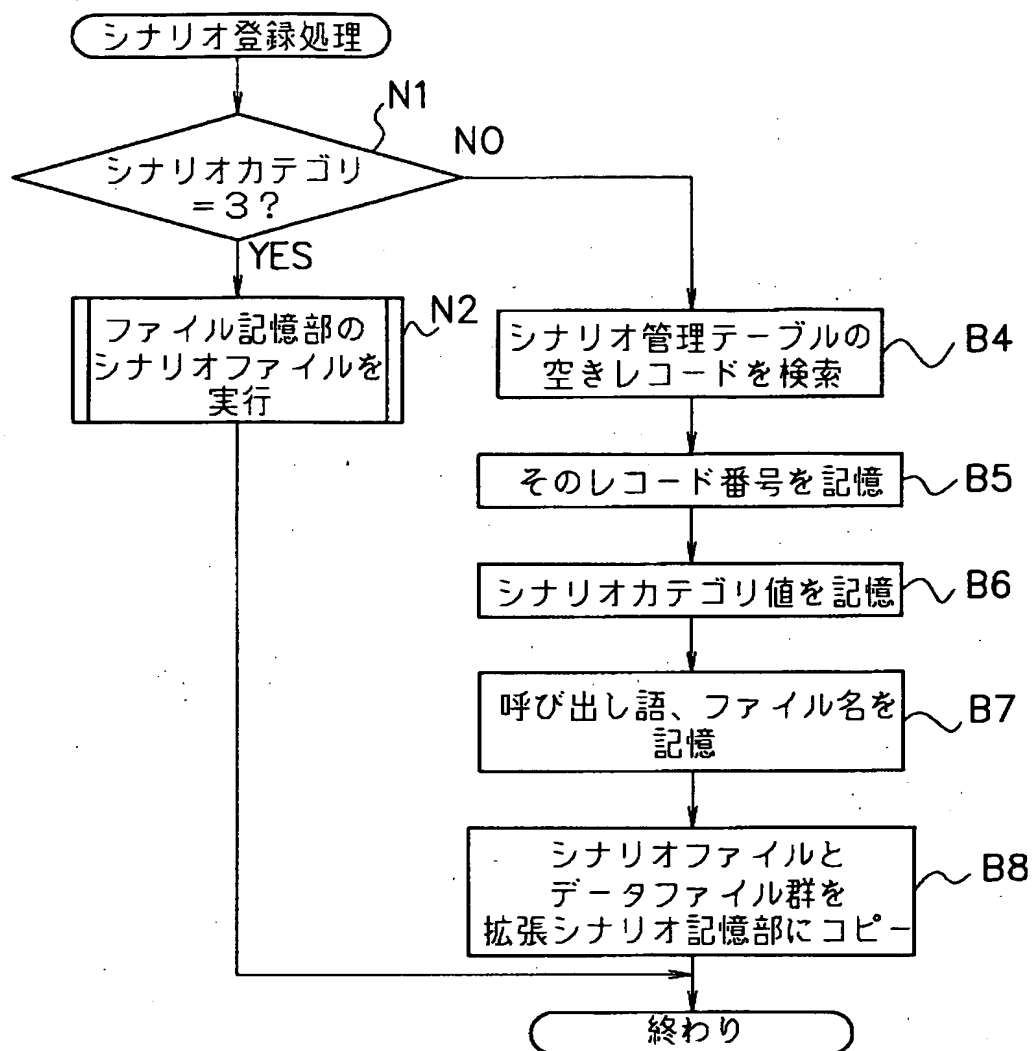 シナリオ登録処理
N1
NO
シナリオカテゴリ
=3?
YES
ファイル記憶部の
シナリオファイルを
実行
N2
シナリオ管理テーブルの
空きレコードを検索
B4
そのレコード番号を記憶
B5
シナリオカテゴリ値を記憶
B6
呼び出し語、ファイル名を
記憶
B7
シナリオファイルと
データファイル群を
拡張シナリオ記憶部にコピー
B8
終わり